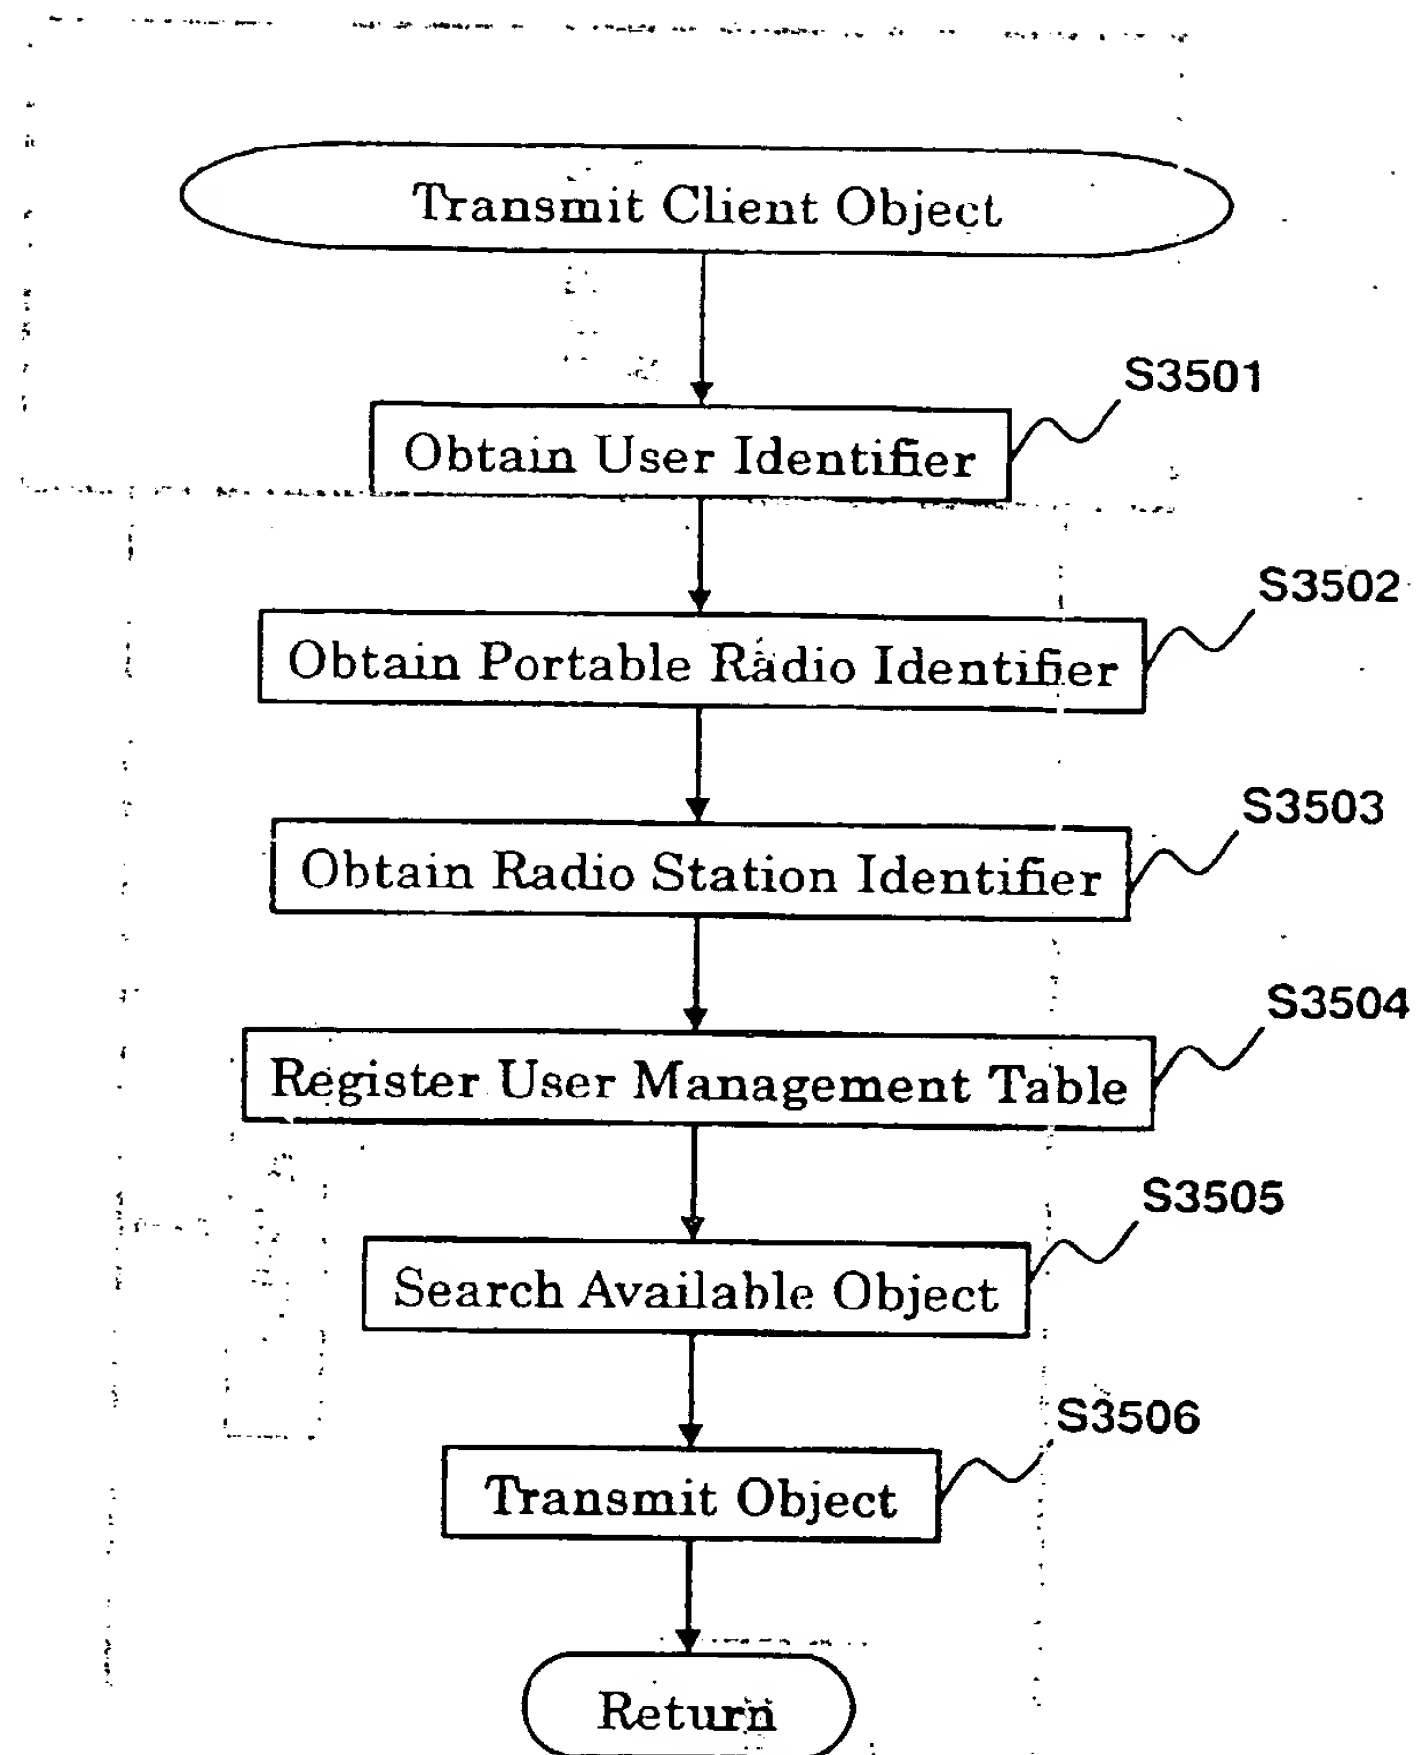 Transmit Client Object
S3501
Obtain User Identifier
S3502
Obtain Portable Radio Identifier
S3503
Obtain Radio Station Identifier
S3504
Register User Management Table
S3505
Search Available Object
S3506
Transmit Object
Return